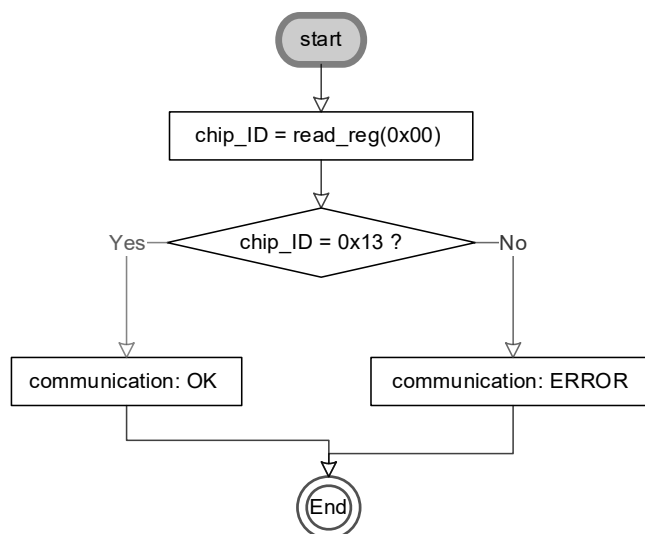 start
chip_ID = read_reg(0x00)
chip_ID = 0x13 ?
Yes
No
communication: OK
communication: ERROR
End